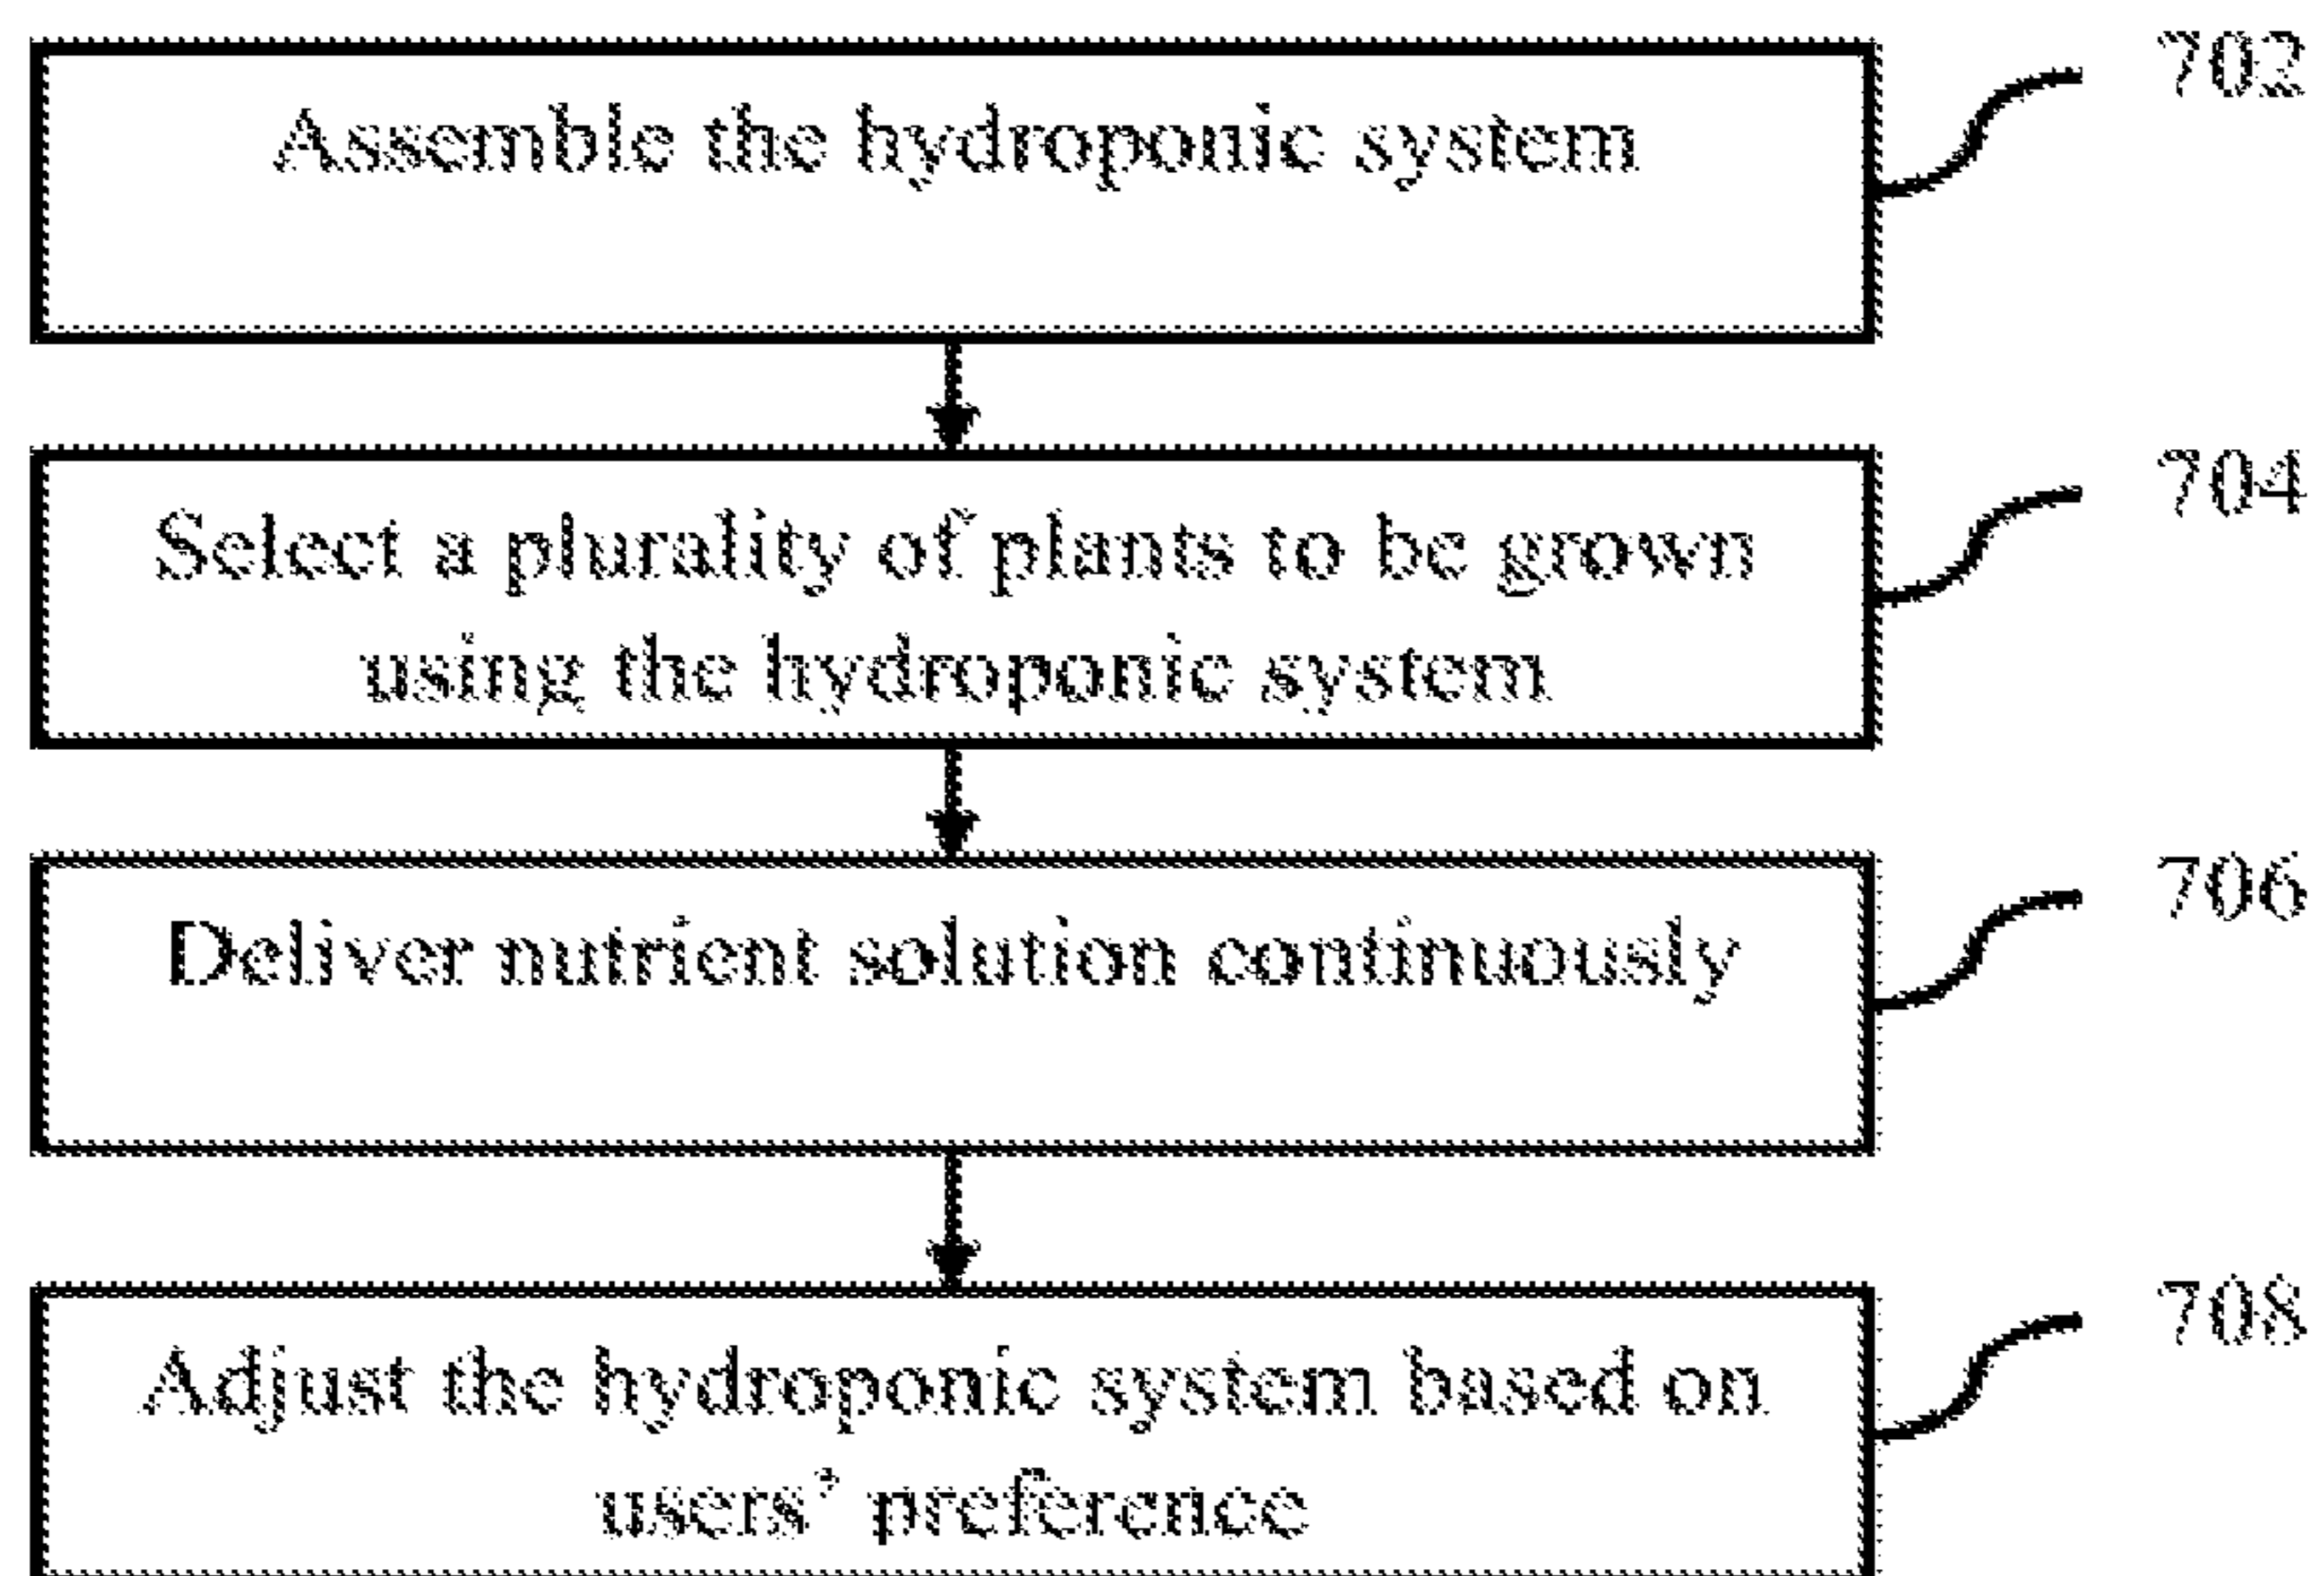 702
Assemble the hydroponic system
704
Select a plurality of plants to be grown
using the hydroponic system
706
Deliver nutrient solution continuously
708
Adjust the hydroponic system based on
users’ preference